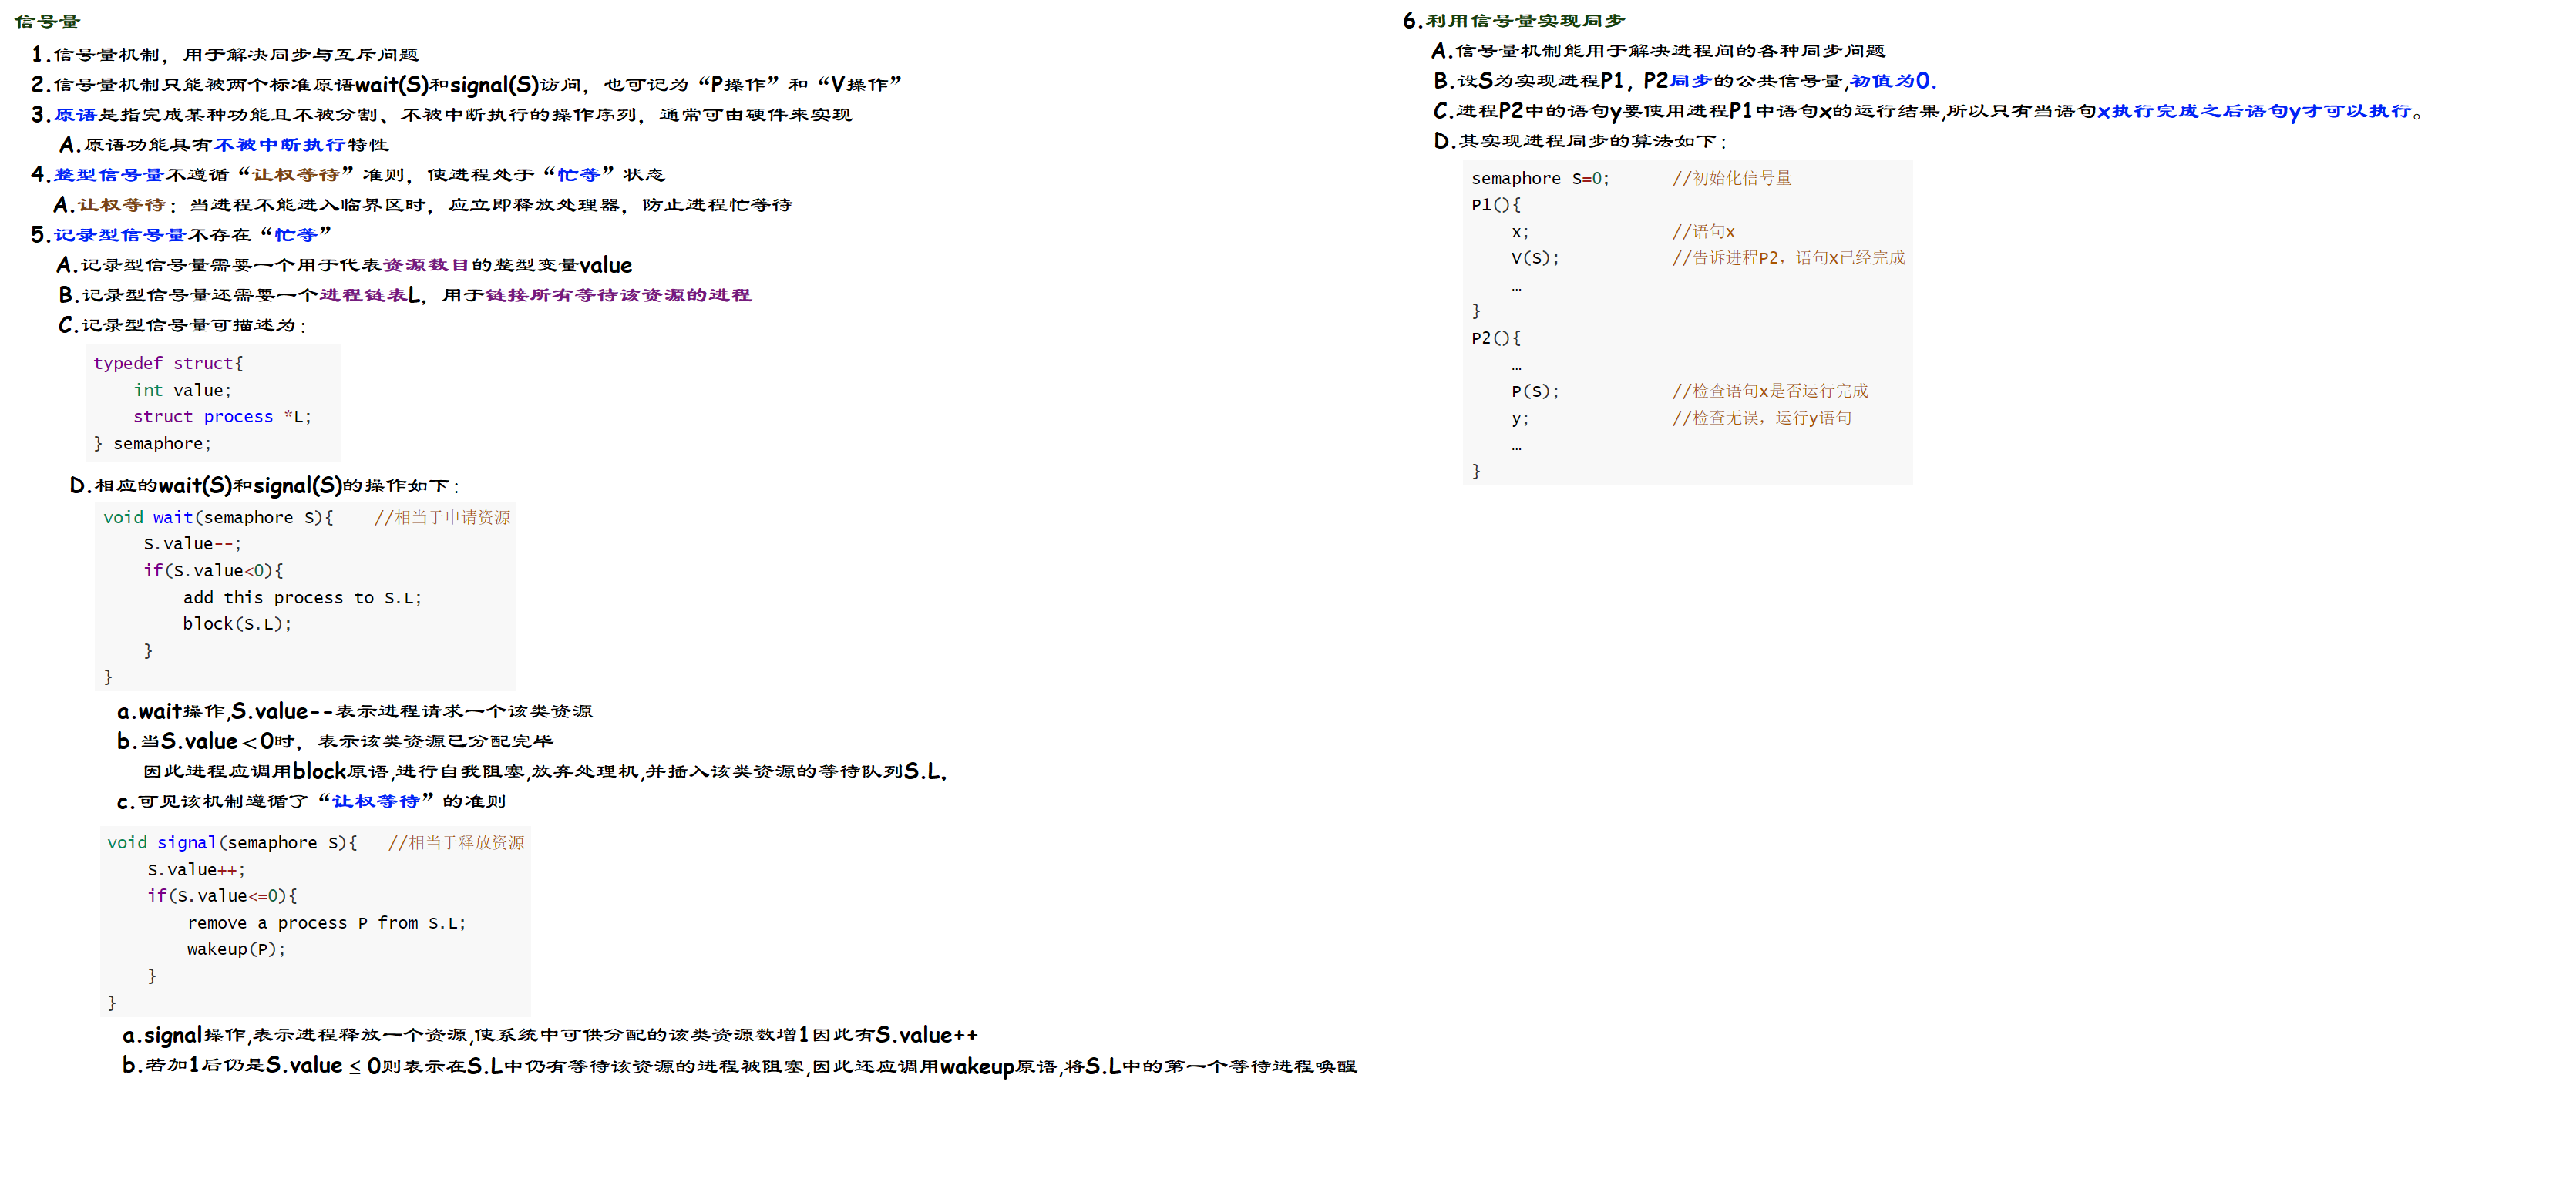 信号量
1.信号量机制，用于解决同步与互斥问题
2.信号量机制只能被两个标准原语wait(S)和signal(S)访问，也可记为“P操作”和“V操作”
3.原语是指完成某种功能且不被分割、不被中断执行的操作序列，通常可由硬件来实现
A.原语功能具有不被中断执行特性
4.整型信号量不遵循“让权等待”准则，使进程处于“忙等”状态
A.让权等待：当进程不能进入临界区时，应立即释放处理器，防止进程忙等待
5.记录型信号量不存在“忙等”
A.记录型信号量需要一个用于代表资源数目的整型变量value
B.记录型信号量还需要一个进程链表L，用于链接所有等待该资源的进程
C.记录型信号量可描述为：
typedef struct{
int value;
struct process *L;
} semaphore;
D.相应的wait(S)和signal(S)的操作如下：
void wait(semaphore S){ //相当于申请资源
S.value--;
if(S.value<0){
add this process to S.L;
block(S.L);
}
}
a.wait操作,S.value--表示进程请求一个该类资源
b.当S.value＜0时，表示该类资源已分配完毕
因此进程应调用block原语,进行自我阻塞,放弃处理机,并插入该类资源的等待队列S.L,
c.可见该机制遵循了“让权等待”的准则
void signal(semaphore S){ //相当于释放资源
S.value++;
if(S.value<=0){
remove a process P from S.L;
wakeup(P);
}
}
a.signal操作,表示进程释放一个资源,使系统中可供分配的该类资源数增1因此有S.value++
b.若加1后仍是S.value ≤ 0则表示在S.L中仍有等待该资源的进程被阻塞,因此还应调用wakeup原语,将S.L中的第一个等待进程唤醒
6.利用信号量实现同步
A.信号量机制能用于解决进程间的各种同步问题
B.设S为实现进程P1，P2同步的公共信号量,初值为0.
C.进程P2中的语句y要使用进程P1中语句x的运行结果,所以只有当语句x执行完成之后语句y才可以执行。
D.其实现进程同步的算法如下：
semaphore S=0; //初始化信号量
P1(){
x; //语句x
V(S); //告诉进程P2，语句x已经完成
…
}
P2(){
…
P(S); //检查语句x是否运行完成
y; //检查无误，运行y语句
…
}